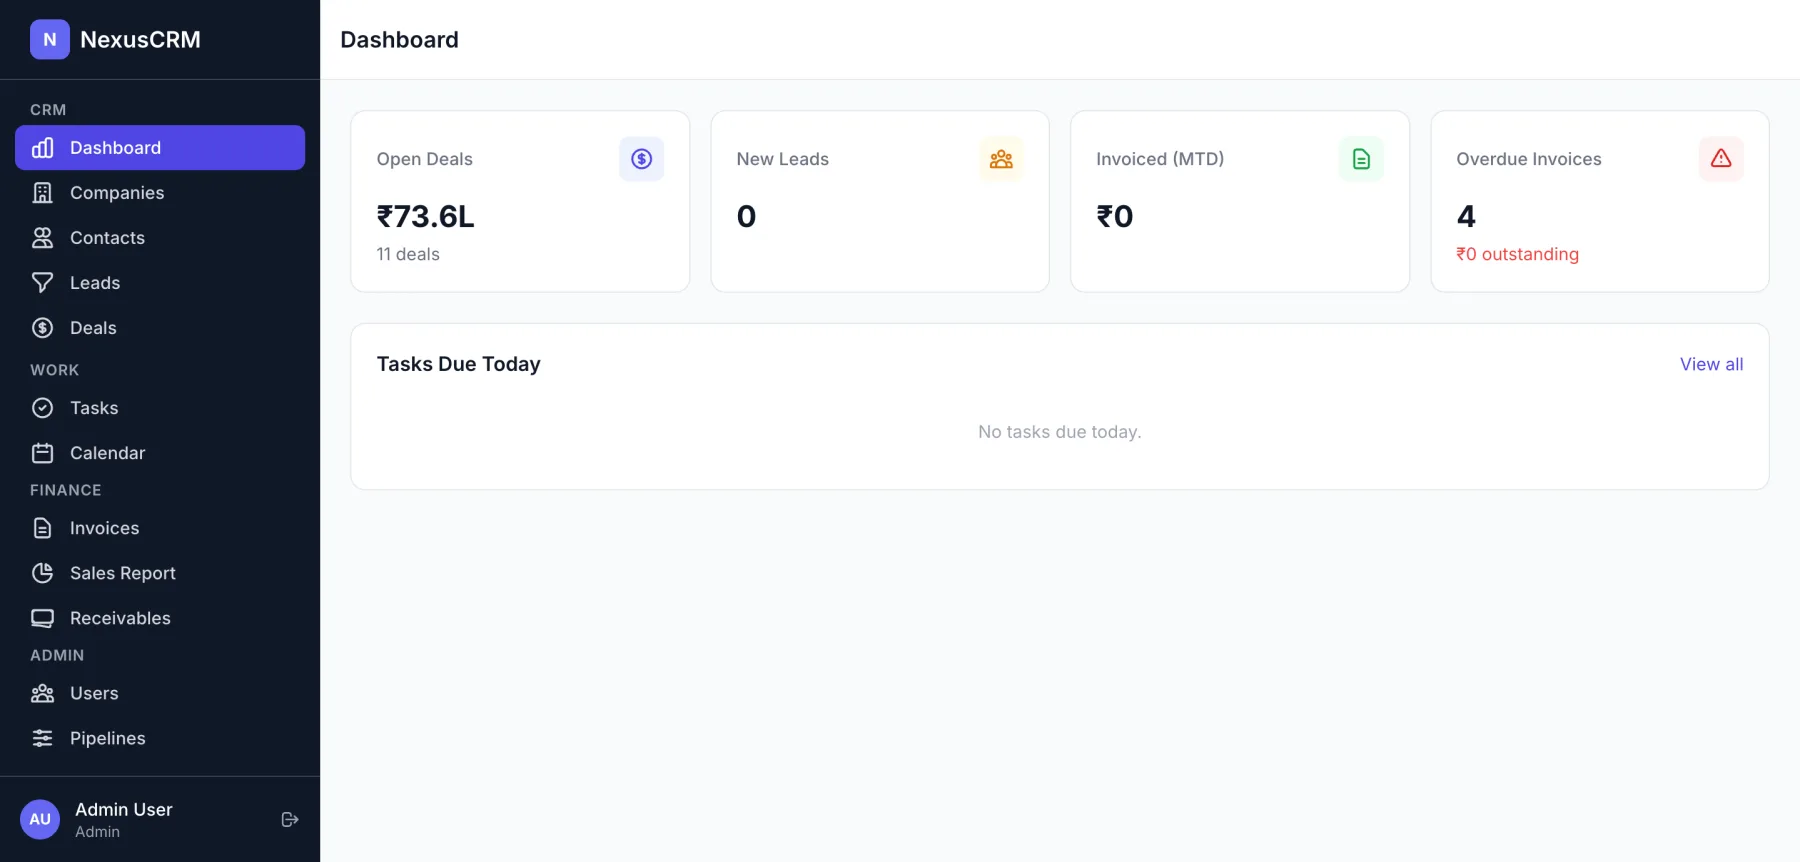 N NexusCRM
CRM
Dashboard
Companies
Contacts
Leads
Deals
WORK
Tasks
Calendar
FINANCE
Invoices
Sales Report
Receivables
ADMIN
Users
Pipelines
AU Admin User
Admin
Dashboard
Open Deals
₹73.6L
11 deals
New Leads
0
Invoiced (MTD)
₹0
Overdue Invoices
4
₹0 outstanding
Tasks Due Today
View all
No tasks due today.